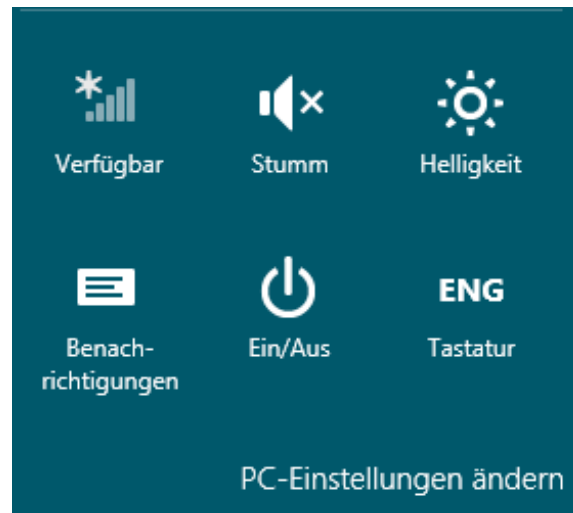 Verfügbar
Stumm
Helligkeit
ENG
Benach-
richtigungen
Ein/Aus
Tastatur
PC-Einstellungen ändern